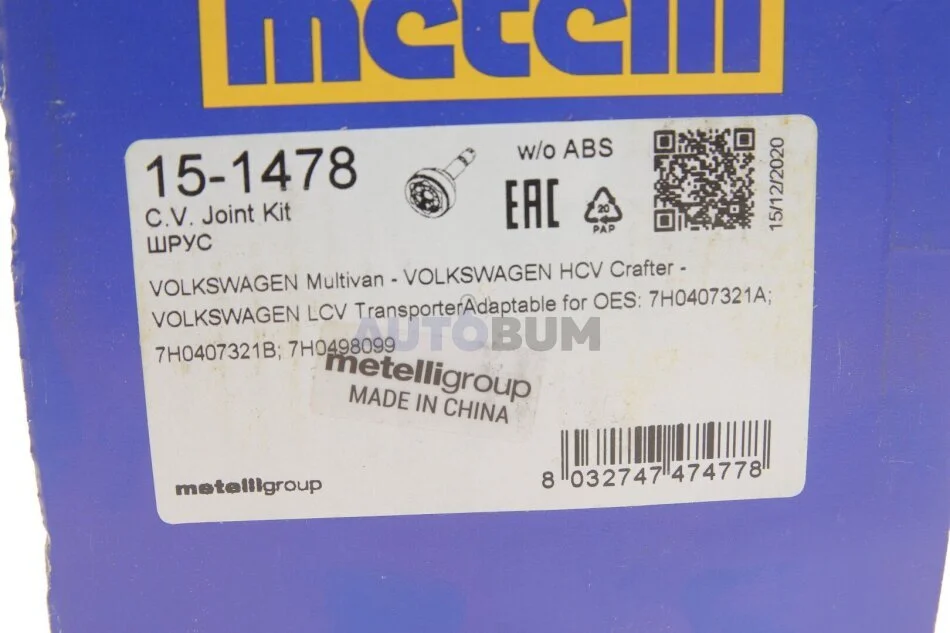 metelli
15-1478
C.V. Joint Kit
ШРУС
w/o ABS
EAC
20
PAP
15/12/2020
VOLKSWAGEN Multivan - VOLKSWAGEN HCV Crafter -
VOLKSWAGEN LCV TransporterAdaptable for OES: 7H0407321A;
AUTOBUM
7H0407321B; 7H0498099
metelligroup
MADE IN CHINA
metelligroup
8 032747 474778